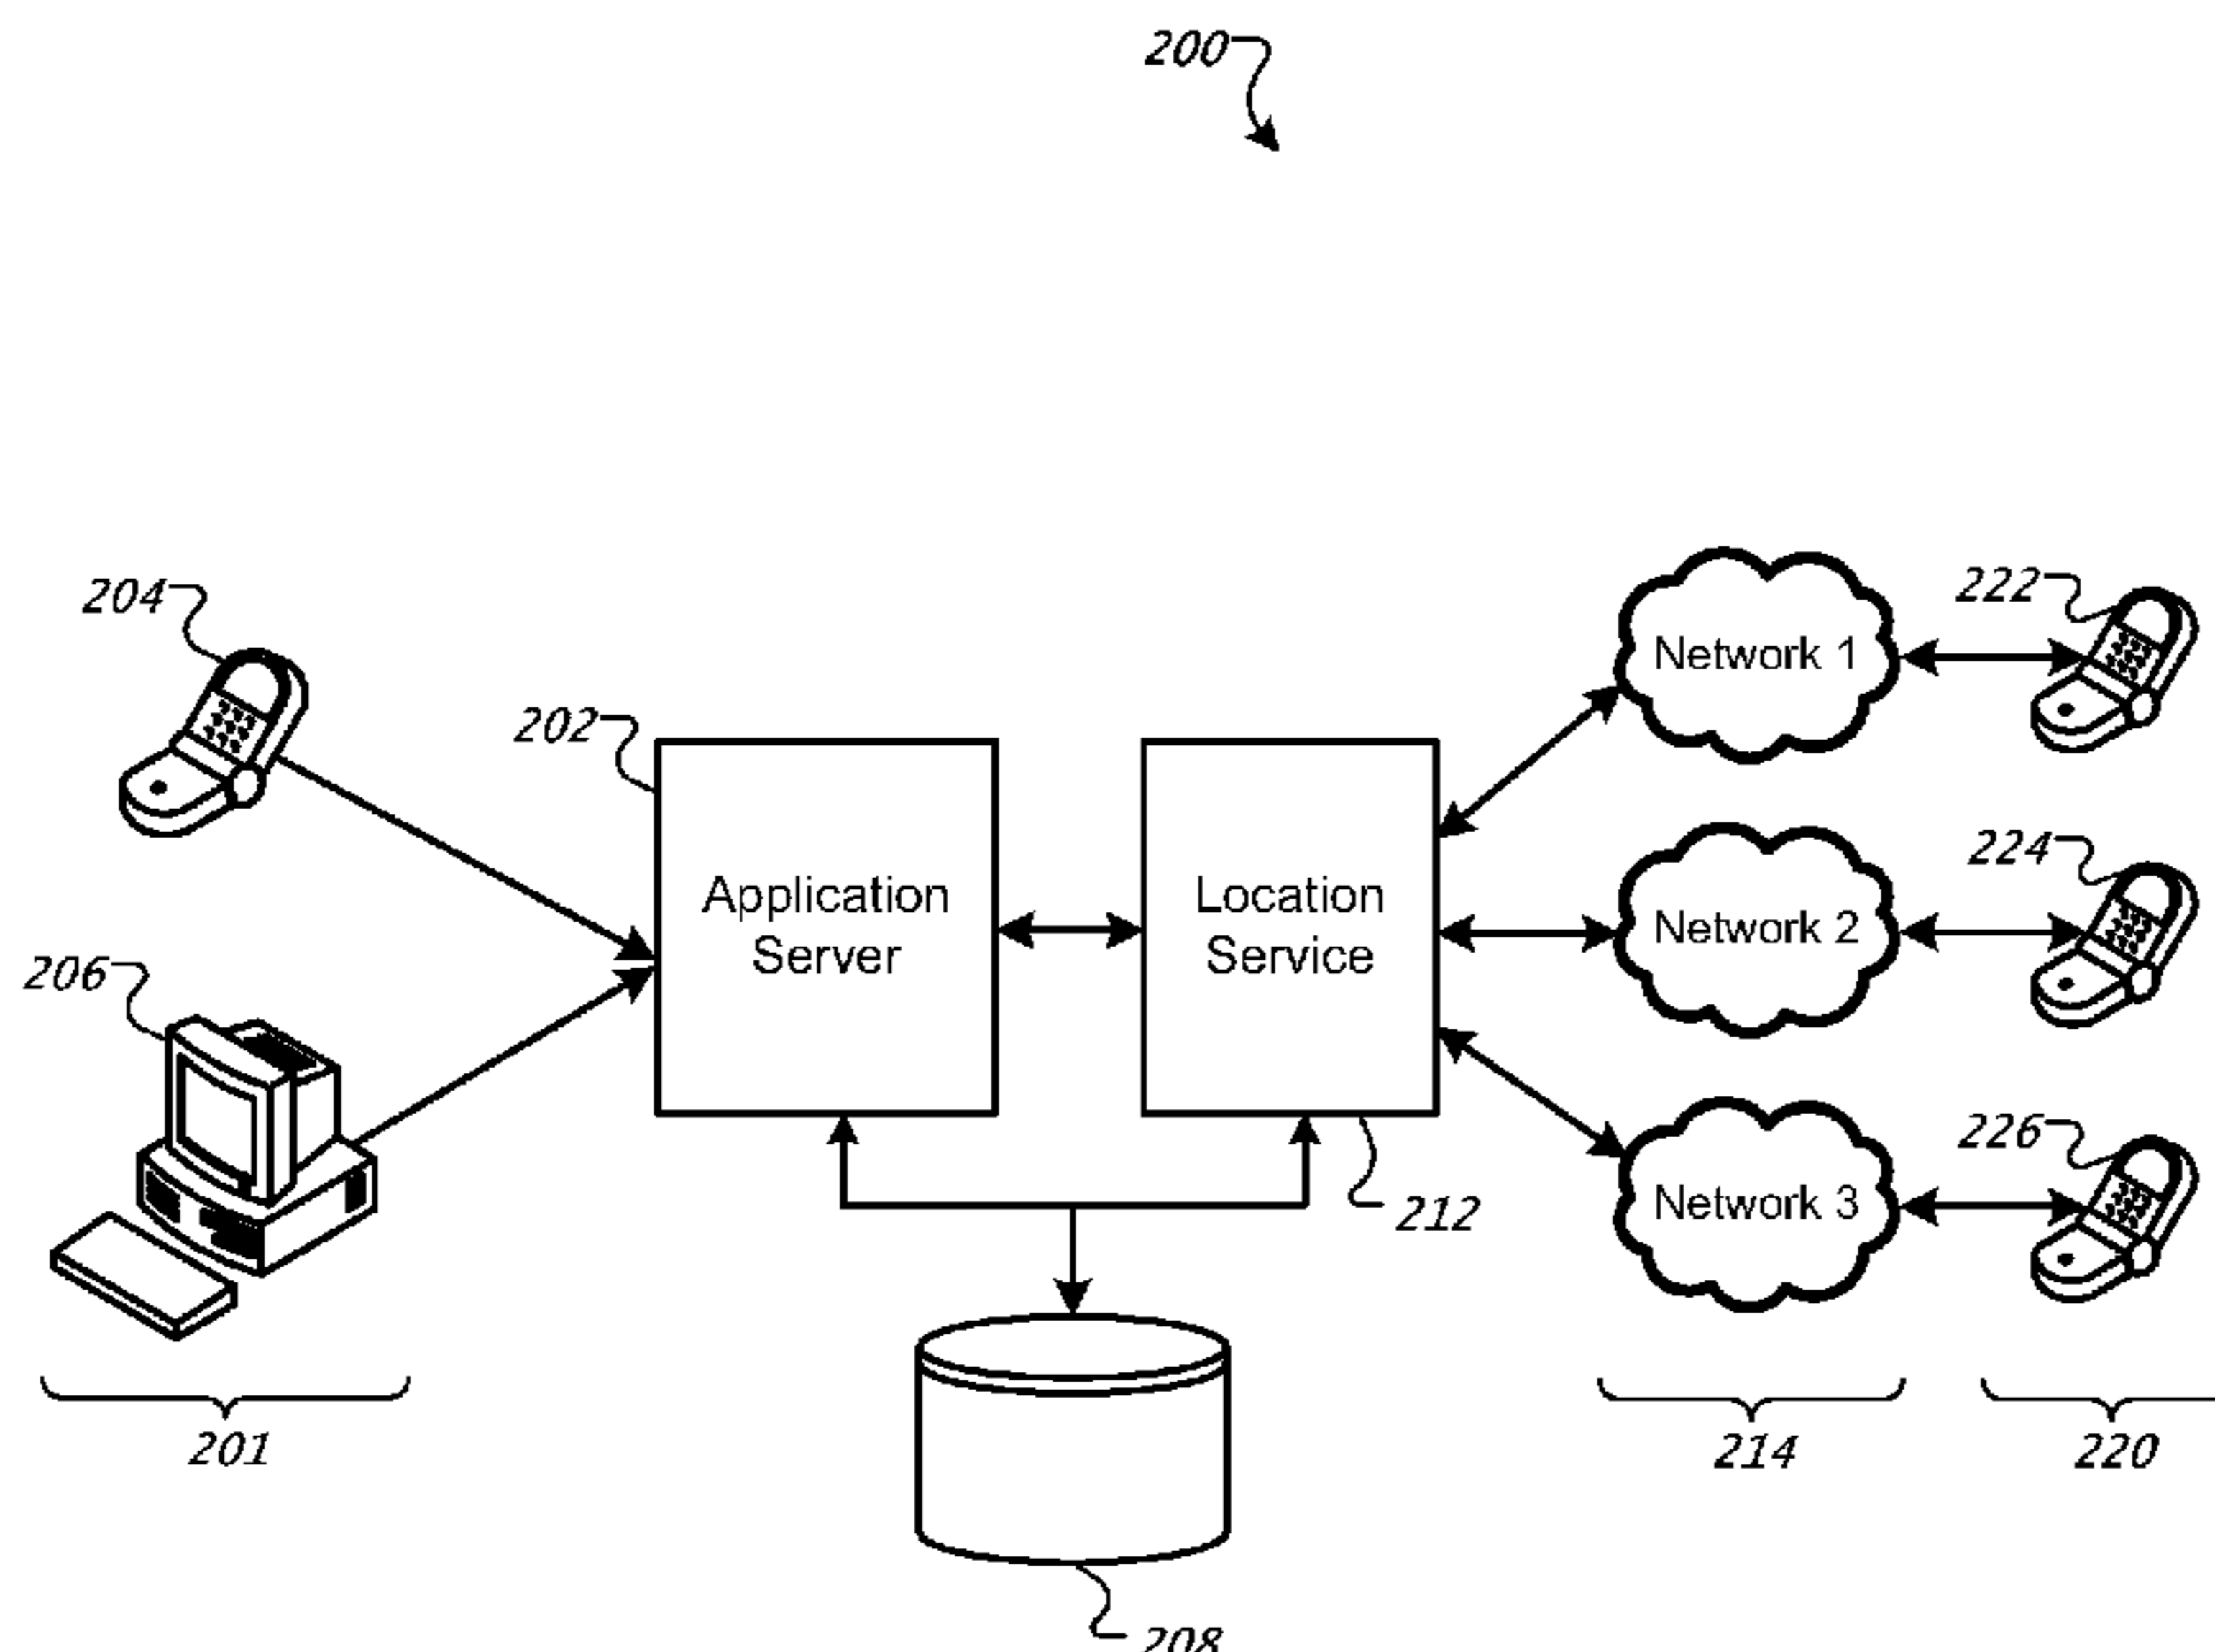 200
204
222
Network 1
202
224
Application
Server
Location
Service
Network 2
206
226
Network 3
212
201
214
220
208